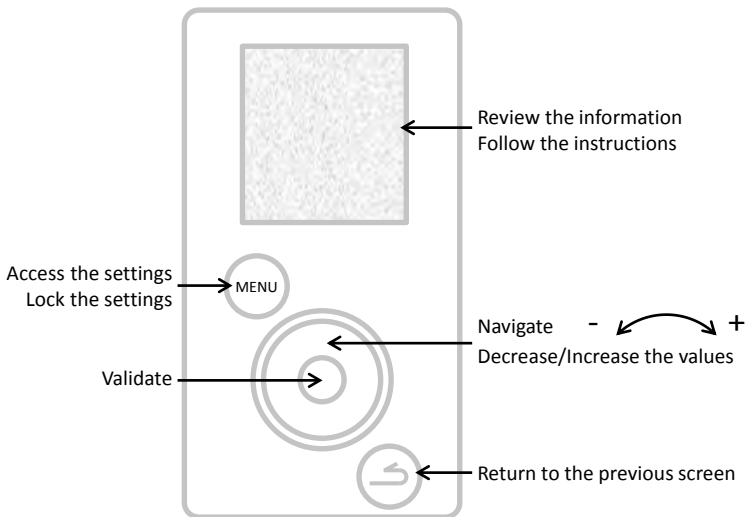 Review the information
Follow the instructions
Access the settings
Lock the settings
MENU
Navigate - +
Decrease/Increase the values
Validate
Return to the previous screen